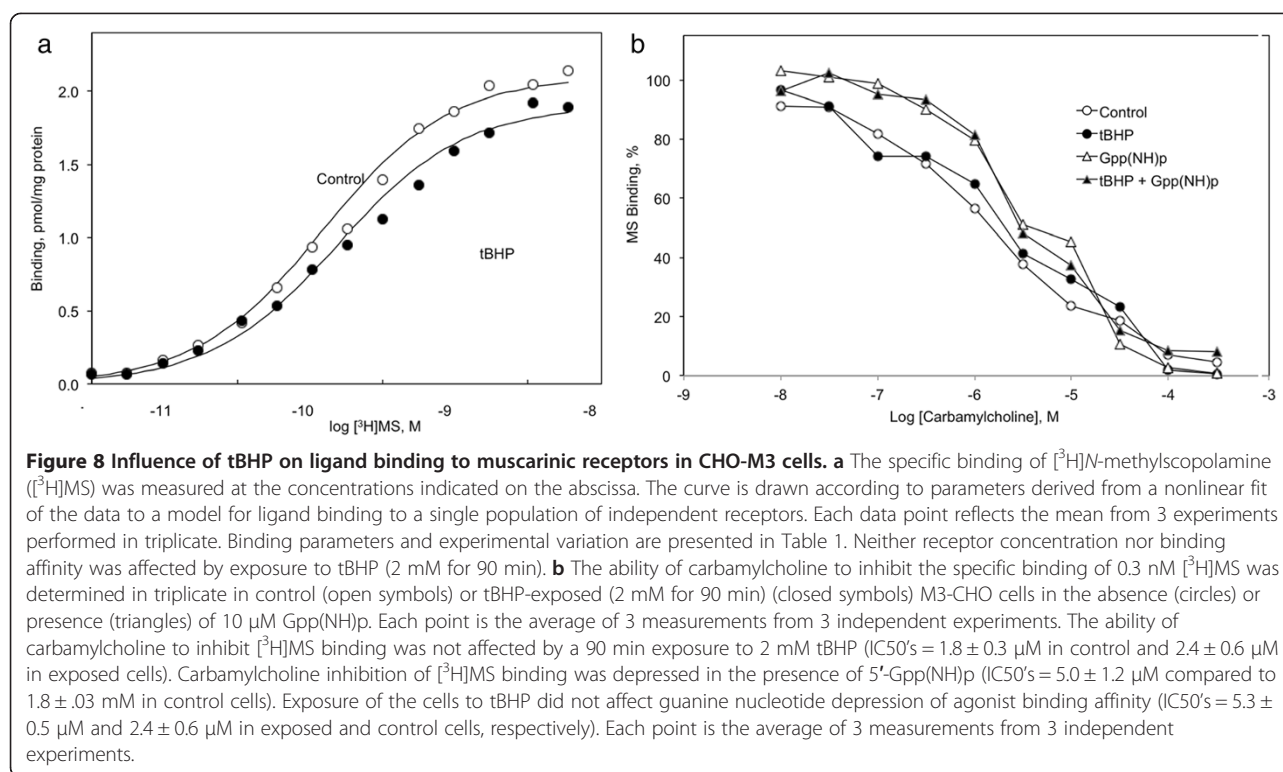 a
2.0
1.5
1.0
0.5
0.0
Binding, pmol/mg protein
Control
tBHP
-11
-10
-9
-8
log [³H]MS, M
b
100
80
60
40
20
0
MS Binding, %
Control
tBHP
Gpp(NH)p
tBHP + Gpp(NH)p
-9
-8
-7
-6
-5
-4
-3
Log [Carbamylcholine], M
Figure 8 Influence of tBHP on ligand binding to muscarinic receptors in CHO-M3 cells. a The specific binding of [³H]N-methylscopolamine
([³H]MS) was measured at the concentrations indicated on the abscissa. The curve is drawn according to parameters derived from a nonlinear fit
of the data to a model for ligand binding to a single population of independent receptors. Each data point reflects the mean from 3 experiments
performed in triplicate. Binding parameters and experimental variation are presented in Table 1. Neither receptor concentration nor binding
affinity was affected by exposure to tBHP (2 mM for 90 min). b The ability of carbamylcholine to inhibit the specific binding of 0.3 nM [³H]MS was
determined in triplicate in control (open symbols) or tBHP-exposed (2 mM for 90 min) (closed symbols) M3-CHO cells in the absence (circles) or
presence (triangles) of 10 μM Gpp(NH)p. Each point is the average of 3 measurements from 3 independent experiments. The ability of
carbamylcholine to inhibit [³H]MS binding was not affected by a 90 min exposure to 2 mM tBHP (IC50's = 1.8 ± 0.3 μM in control and 2.4 ± 0.6 μM
in exposed cells). Carbamylcholine inhibition of [³H]MS binding was depressed in the presence of 5′-Gpp(NH)p (IC50's = 5.0 ± 1.2 μM compared to
1.8 ± .03 mM in control cells). Exposure of the cells to tBHP did not affect guanine nucleotide depression of agonist binding affinity (IC50's = 5.3 ±
0.5 μM and 2.4 ± 0.6 μM in exposed and control cells, respectively). Each point is the average of 3 measurements from 3 independent
experiments.